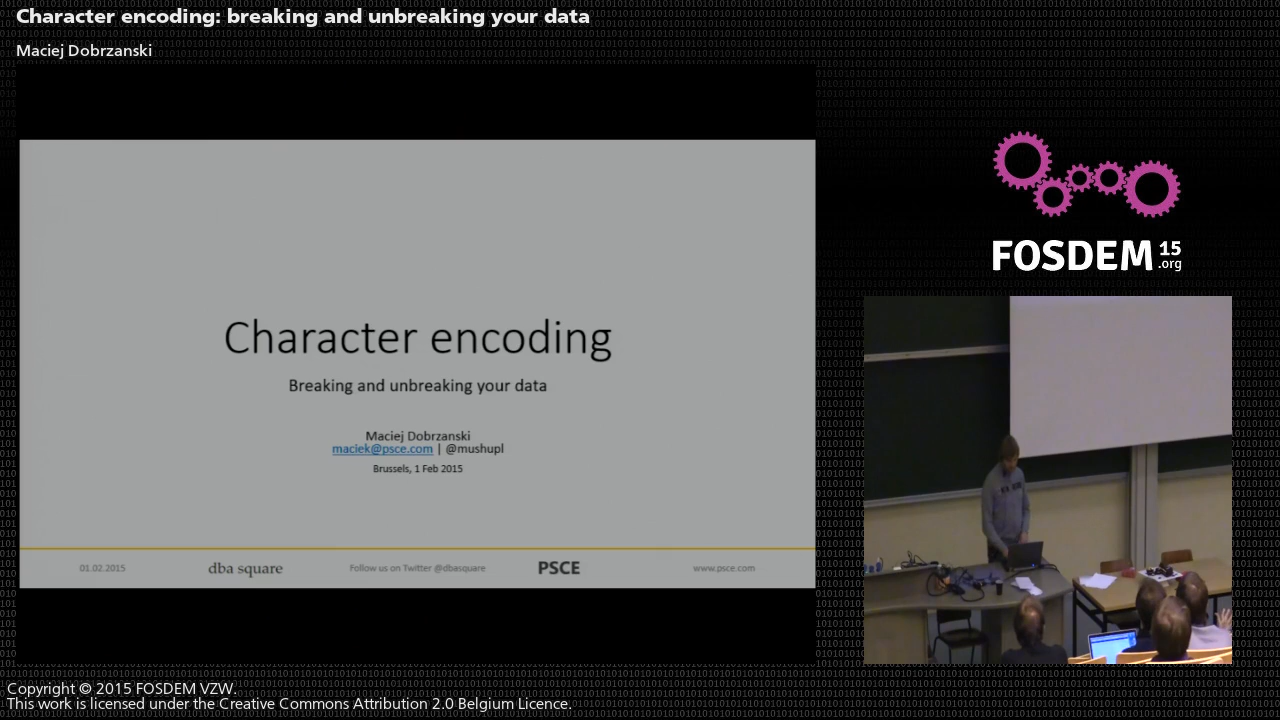 Character encoding: breaking and unbreaking your data
Maciej Dobrzanski
Character encoding
Breaking and unbreaking your data
Maciej Dobrzanski
maciek@psce.com | @mushupl
Brussels, 1 Feb 2015
01.02.2015
dba square
Follow us on Twitter @dbasquare
PSCE
www.psce.com
FOSDEM 15
.org
Copyright © 2015 FOSDEM VZW.
This work is licensed under the Creative Commons Attribution 2.0 Belgium Licence.